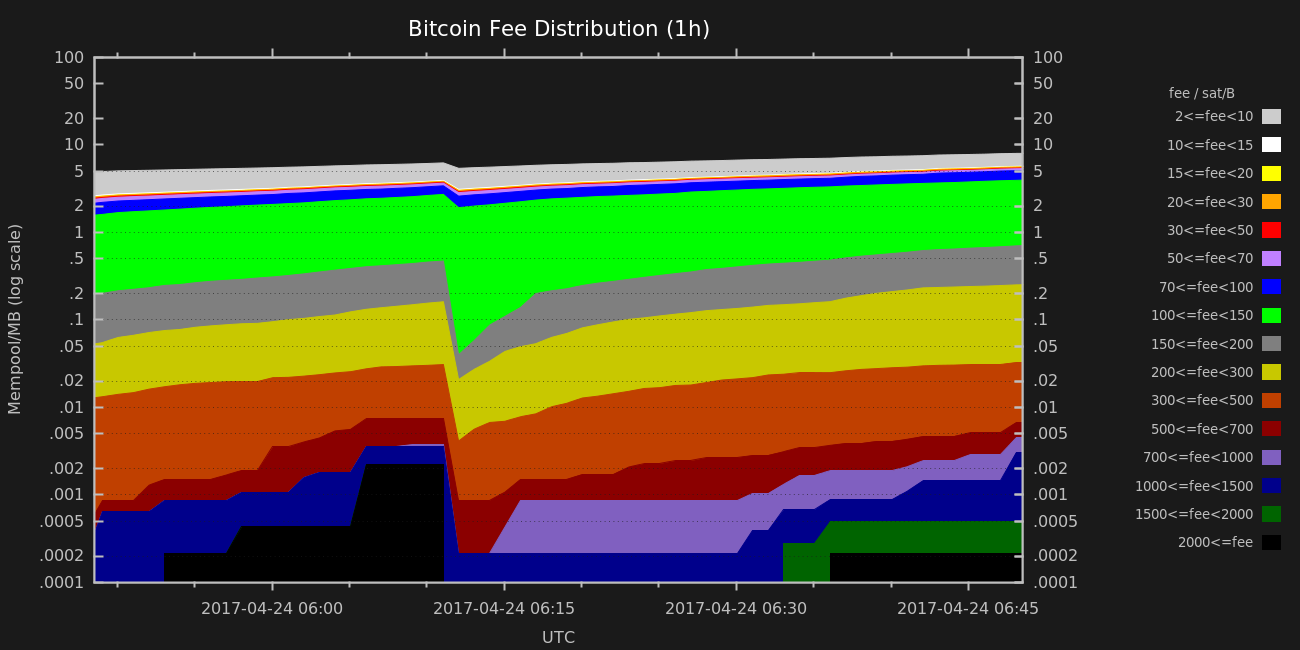 Bitcoin Fee Distribution (1h)
Mempool/MB (log scale)
100
50
20
10
5
2
1
.5
.2
.1
.05
.02
.01
.005
.002
.001
.0005
.0002
.0001
100
50
20
10
5
2
1
.5
.2
.1
.05
.02
.01
.005
.002
.001
.0005
.0002
.0001
2017-04-24 06:00
2017-04-24 06:15
2017-04-24 06:30
2017-04-24 06:45
UTC
fee / sat/B
2<=fee<10
10<=fee<15
15<=fee<20
20<=fee<30
30<=fee<50
50<=fee<70
70<=fee<100
100<=fee<150
150<=fee<200
200<=fee<300
300<=fee<500
500<=fee<700
700<=fee<1000
1000<=fee<1500
1500<=fee<2000
2000<=fee